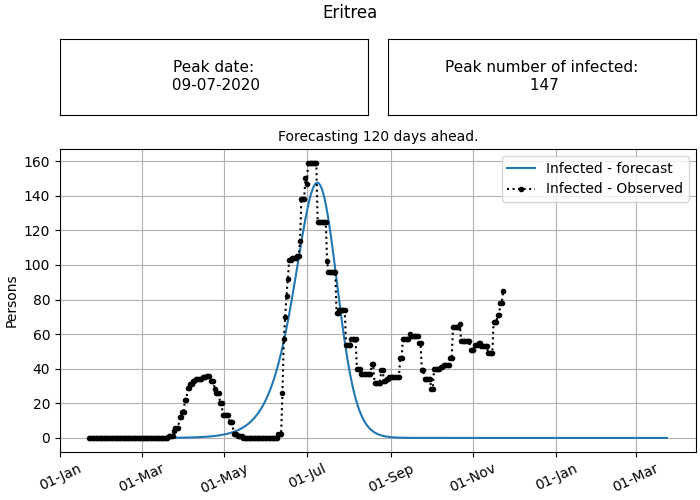 Eritrea
Peak date:
09-07-2020
Peak number of infected:
147
Forecasting 120 days ahead.
Infected - forecast
Infected - Observed
Persons
160
140
120
100
80
60
40
20
0
01-Jan
01-Mar
01-May
01-Jul
01-Sep
01-Nov
01-Jan
01-Mar